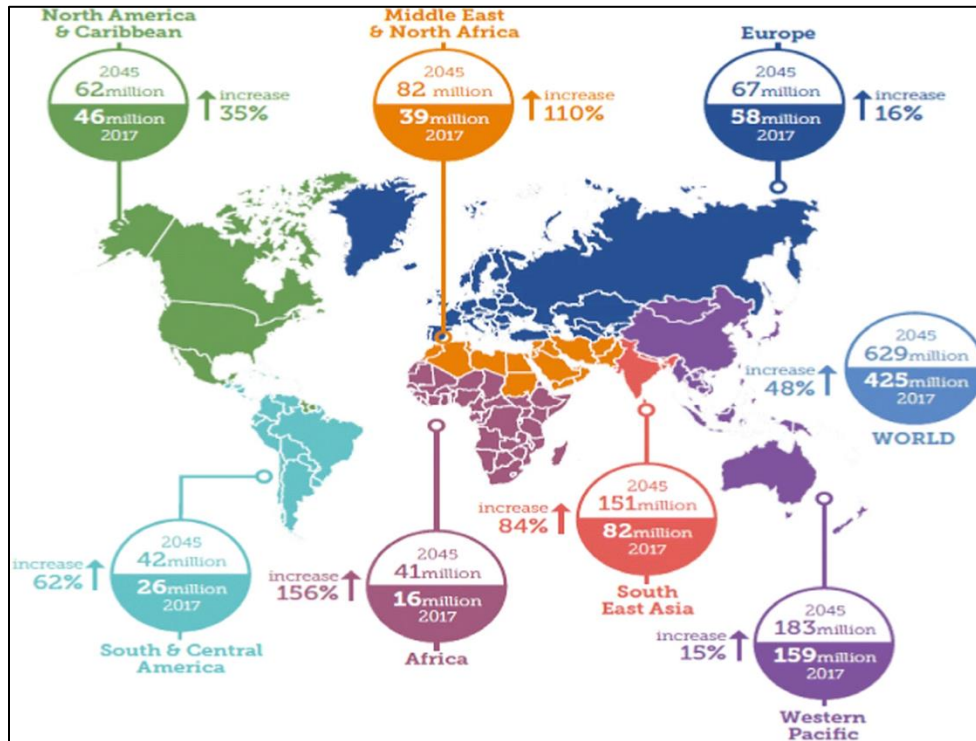 North America
& Caribbean
2045
62million
46million
2017
increase
35%
Middle East
& North Africa
2045
82 million
39million
2017
increase
110%
Europe
2045
67million
58million
2017
increase
16%
2045
629million
425million
2017
increase
48%
WORLD
2045
42million
26million
2017
increase
62%
South & Central
America
2045
41million
16million
2017
increase
156%
Africa
2045
151million
82million
2017
increase
84%
South
East Asia
2045
183million
159million
2017
increase
15%
Western
Pacific